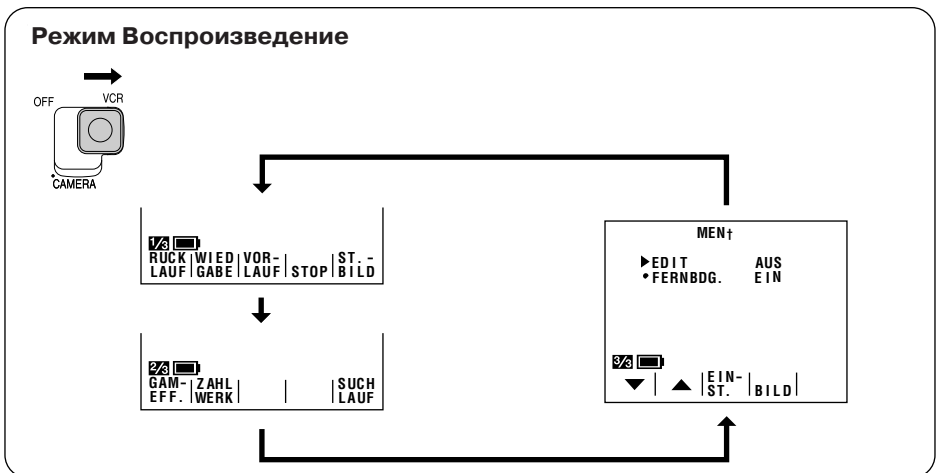 Режим Воспроизведение
OFF VCR
CAMERA
1/3
RUCK WIED VOR- ST.-
LAUF GABE LAUF STOP BILD
2/3
GAM- ZAHL SUCH
EFF. WERK LAUF
MEN†
EDIT AUS
FERNBDG. EIN
3/3
EIN-
ST. BILD